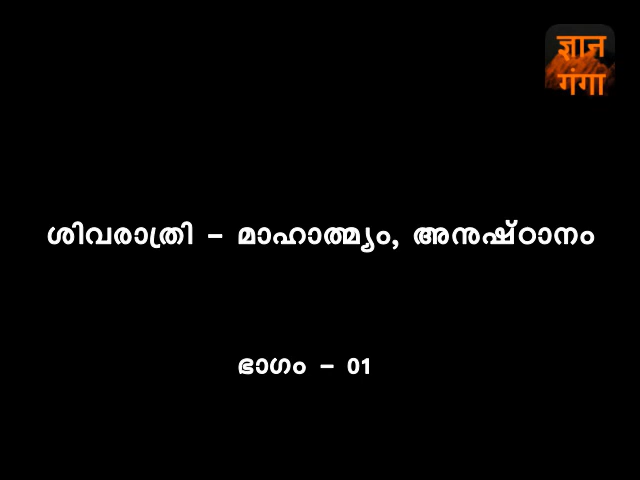 ज्ञान
गंगा
ശിവരാത്രി - മാഹാത്മ്യം, അനുഷ്ഠാനം
ഭാഗം - 01